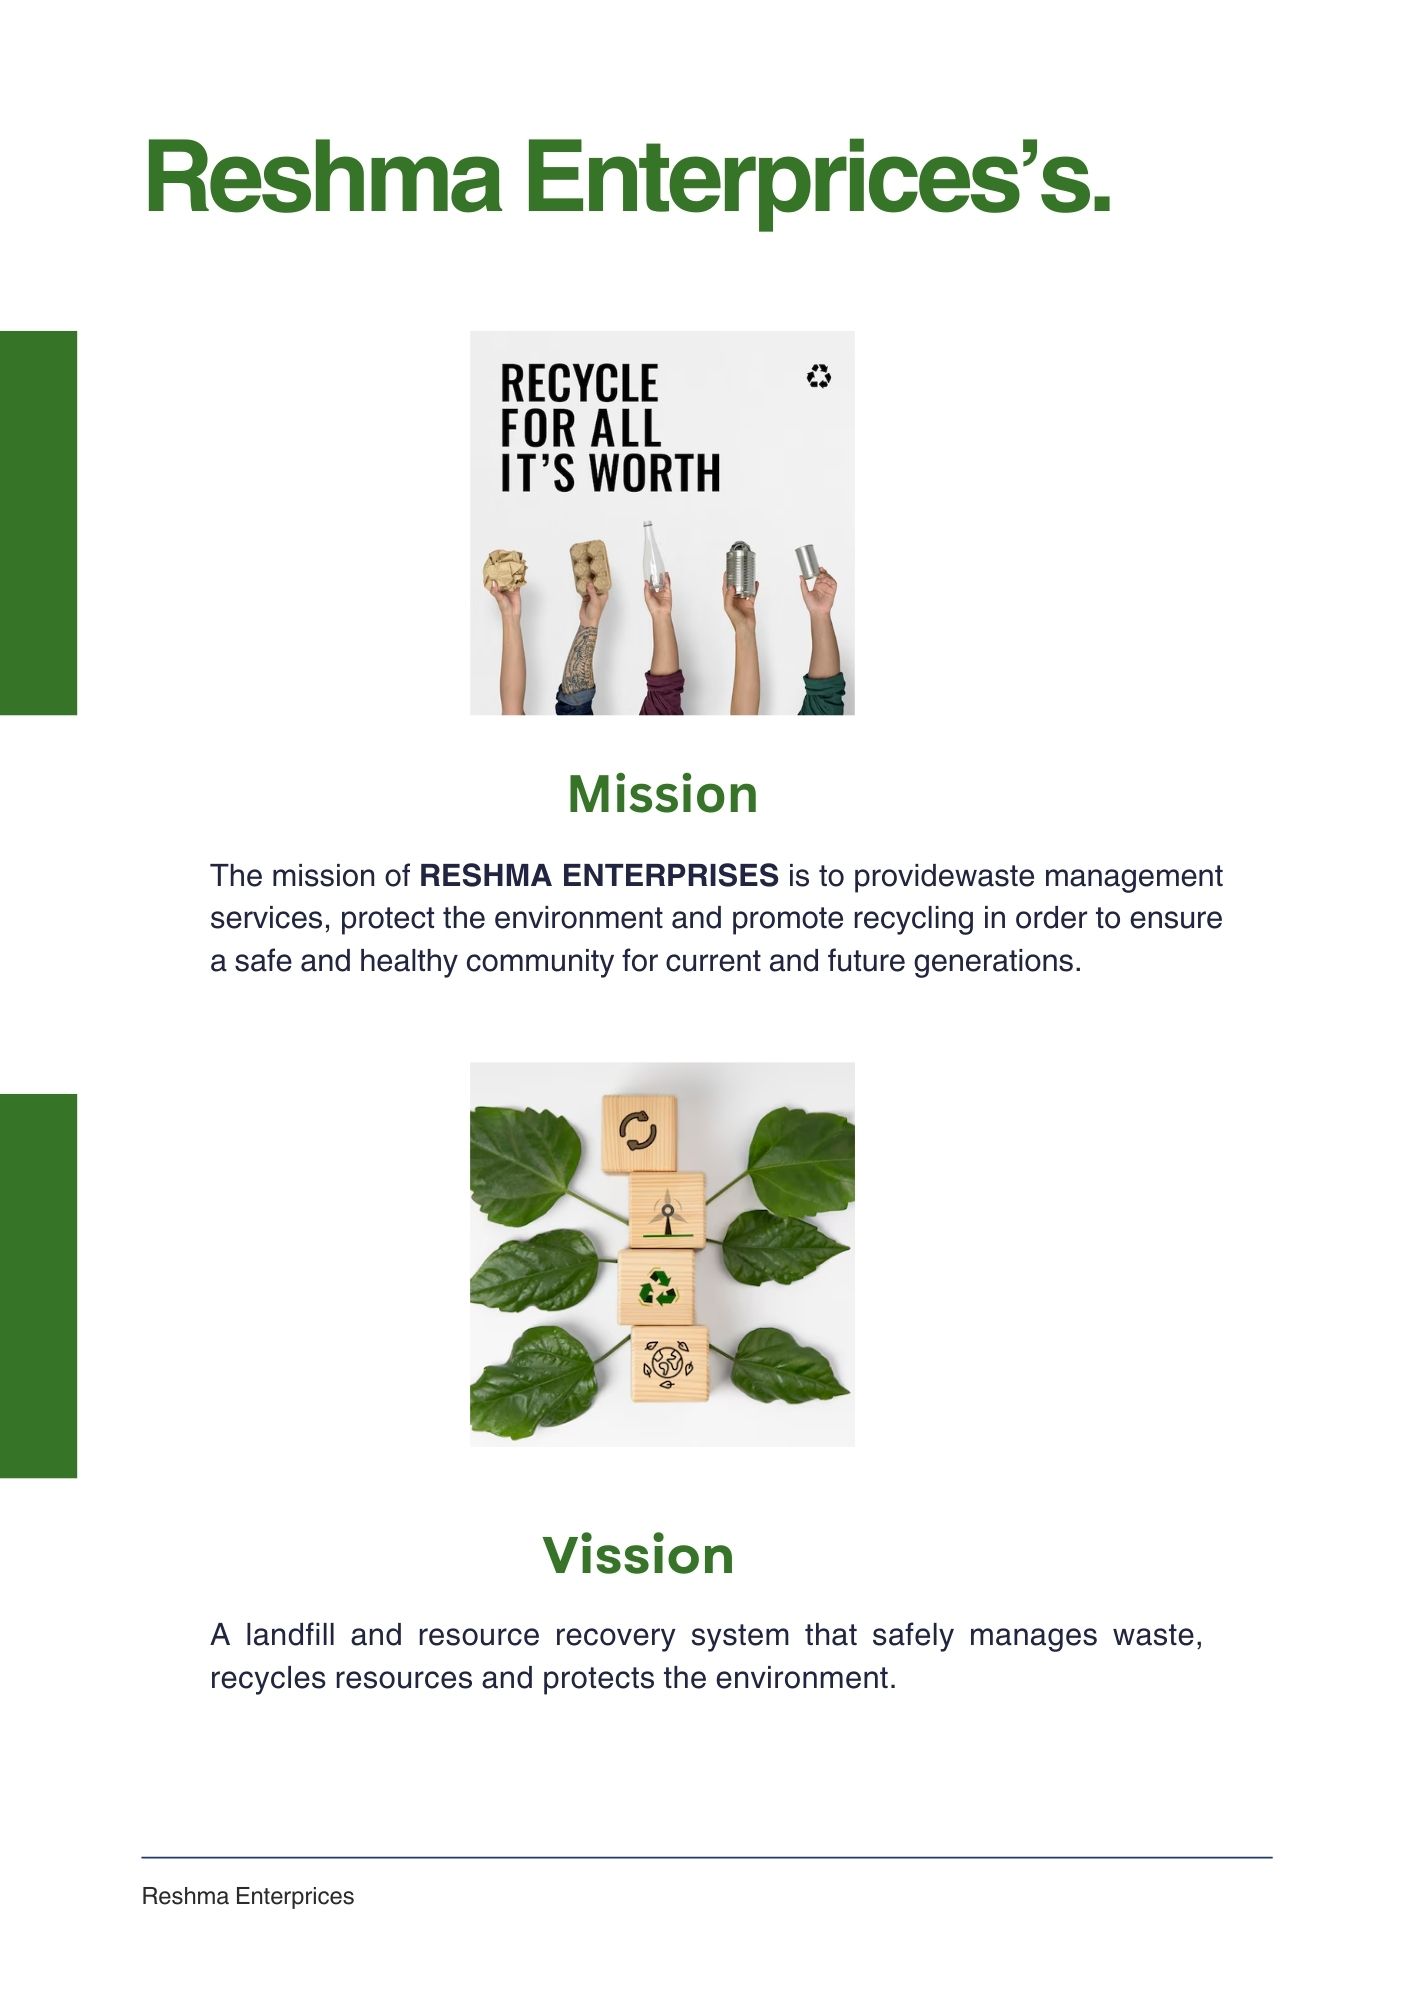 Reshma Enterprices’s.
RECYCLE
FOR ALL
IT’S WORTH
Mission
The mission of RESHMA ENTERPRISES is to providewaste management
services, protect the environment and promote recycling in order to ensure
a safe and healthy community for current and future generations.
Vission
A landfill and resource recovery system that safely manages waste,
recycles resources and protects the environment.
Reshma Enterprices